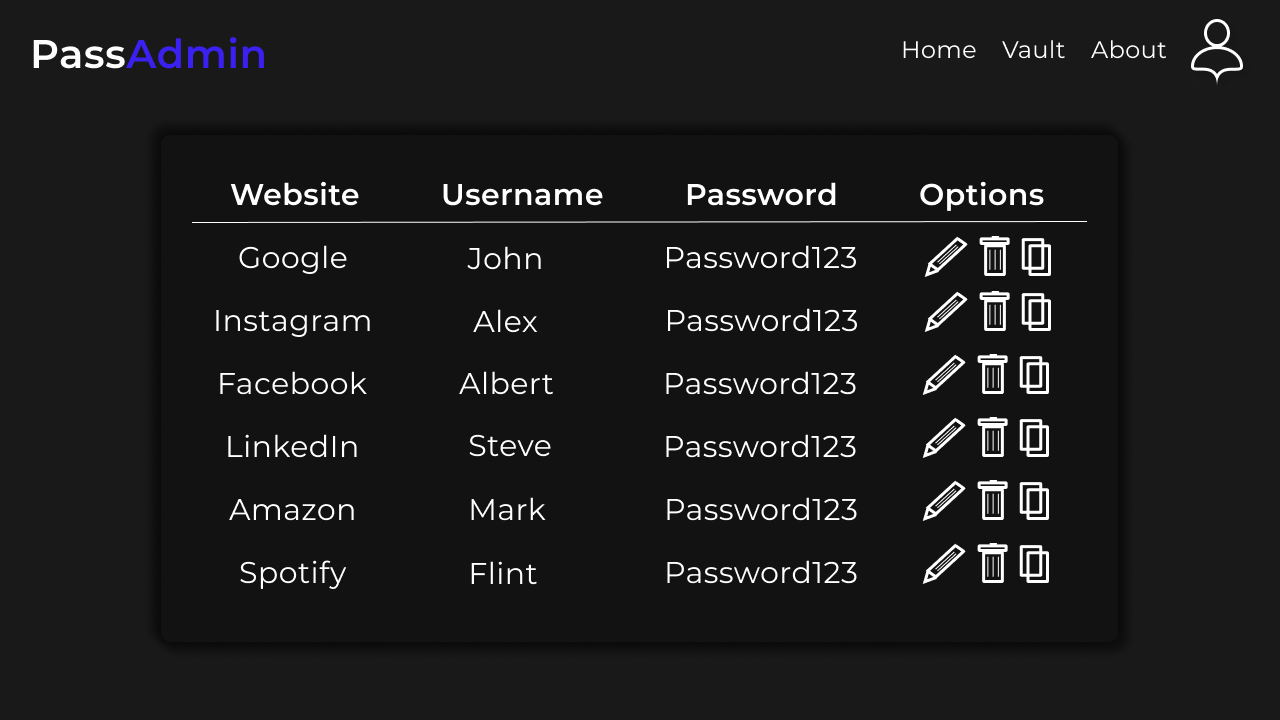 PassAdmin Home Vault About
Website Username Password Options
Google John Password123
Instagram Alex Password123
Facebook Albert Password123
LinkedIn Steve Password123
Amazon Mark Password123
Spotify Flint Password123